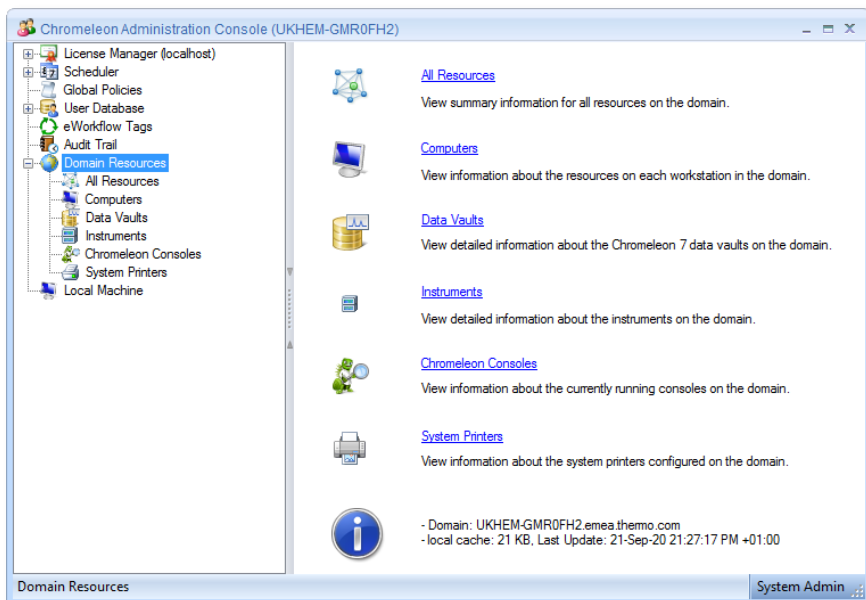 Chromeleon Administration Console (UKHEM-GMR0FH2)
License Manager (localhost)
Scheduler
Global Policies
User Database
eWorkflow Tags
Audit Trail
Domain Resources
All Resources
Computers
Data Vaults
Instruments
Chromeleon Consoles
System Printers
Local Machine
All Resources
View summary information for all resources on the domain.
Computers
View information about the resources on each workstation in the domain.
Data Vaults
View detailed information about the Chromeleon 7 data vaults on the domain.
Instruments
View detailed information about the instruments on the domain.
Chromeleon Consoles
View information about the currently running consoles on the domain.
System Printers
View information about the system printers configured on the domain.
- Domain: UKHEM-GMR0FH2.emea.thermo.com
- local cache: 21 KB, Last Update: 21-Sep-20 21:27:17 PM +01:00
Domain Resources
System Admin